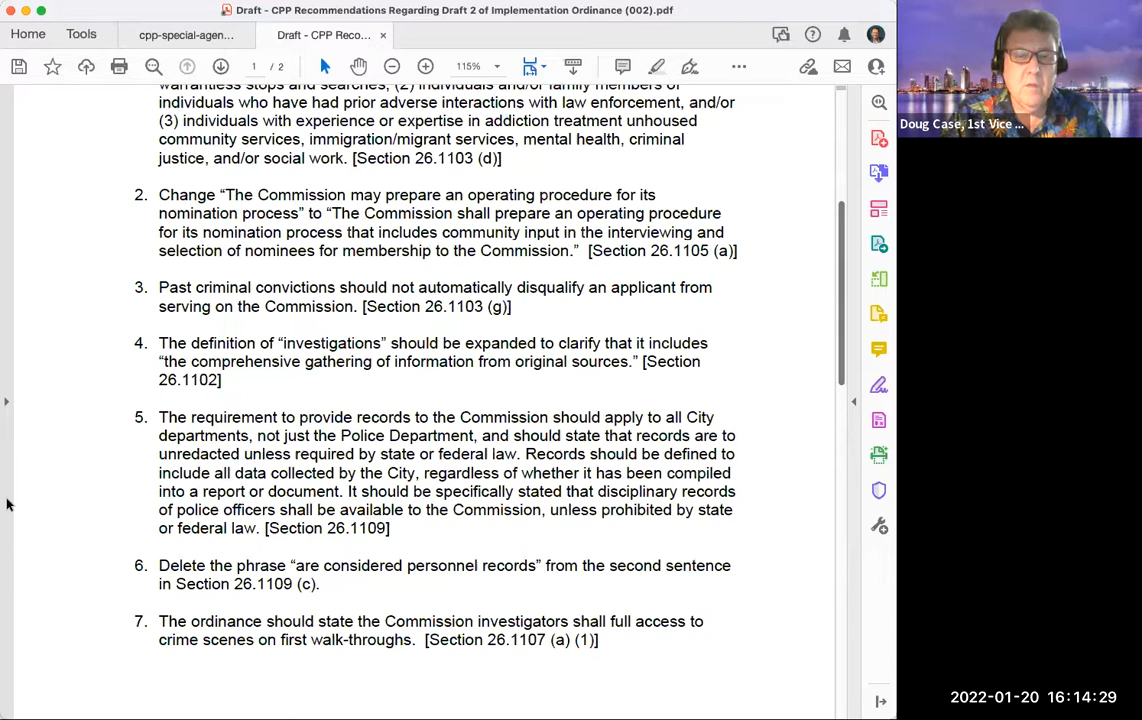 Draft - CPP Recommendations Regarding Draft 2 of Implementation Ordinance (002).pdf
Home Tools cpp-special-agen... Draft - CPP Reco... ×
1 / 2 115%
warrantless stops and searches, (2) individuals and/or family members of
individuals who have had prior adverse interactions with law enforcement, and/or
(3) individuals with experience or expertise in addiction treatment unhoused
community services, immigration/migrant services, mental health, criminal
justice, and/or social work. [Section 26.1103 (d)]
2. Change “The Commission may prepare an operating procedure for its
nomination process” to “The Commission shall prepare an operating procedure
for its nomination process that includes community input in the interviewing and
selection of nominees for membership to the Commission.” [Section 26.1105 (a)]
3. Past criminal convictions should not automatically disqualify an applicant from
serving on the Commission. [Section 26.1103 (g)]
4. The definition of “investigations” should be expanded to clarify that it includes
“the comprehensive gathering of information from original sources.” [Section
26.1102]
5. The requirement to provide records to the Commission should apply to all City
departments, not just the Police Department, and should state that records are to
unredacted unless required by state or federal law. Records should be defined to
include all data collected by the City, regardless of whether it has been compiled
into a report or document. It should be specifically stated that disciplinary records
of police officers shall be available to the Commission, unless prohibited by state
or federal law. [Section 26.1109]
6. Delete the phrase “are considered personnel records” from the second sentence
in Section 26.1109 (c).
7. The ordinance should state the Commission investigators shall full access to
crime scenes on first walk-throughs. [Section 26.1107 (a) (1)]
Doug Case, 1st Vice ...
2022-01-20 16:14:29